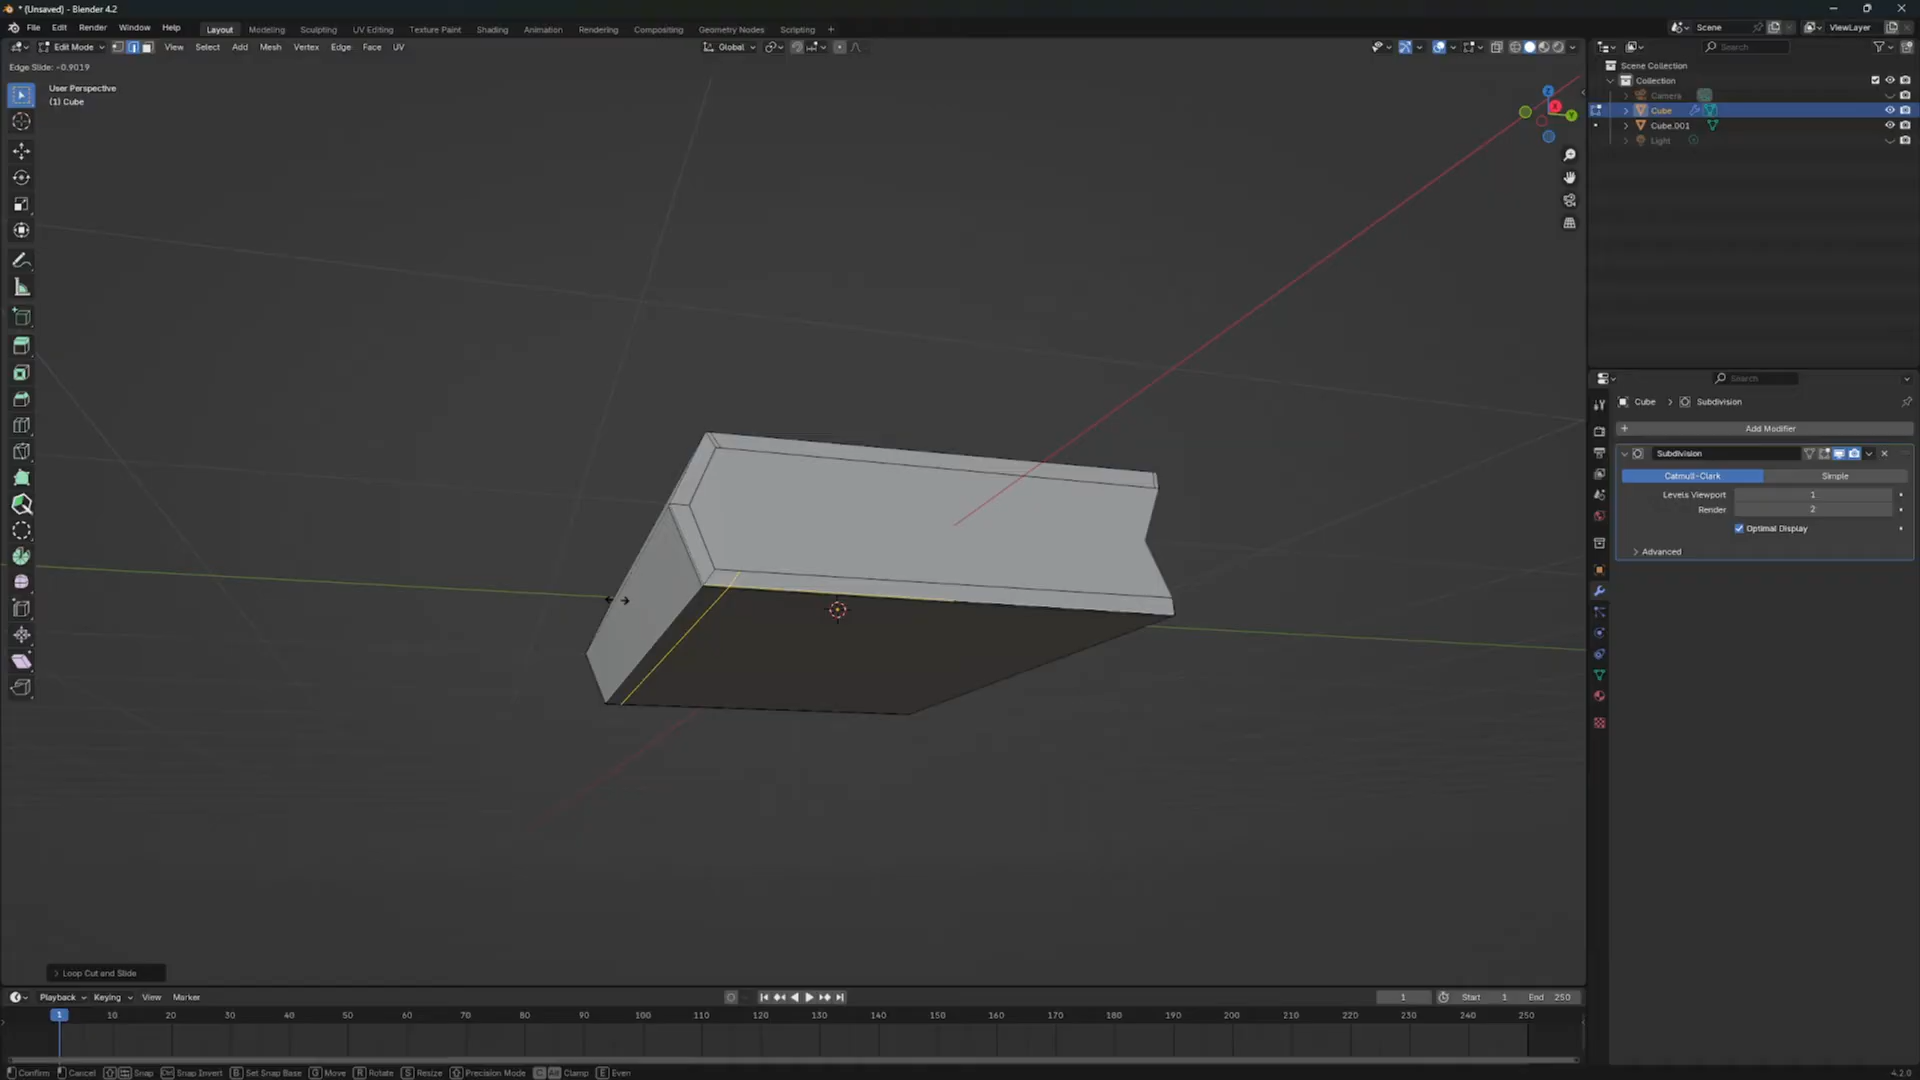 * (Unsaved) - Blender 4.2
File Edit Render Window Help Layout Modeling Sculpting UV Editing Texture Paint Shading Animation Rendering Compositing Geometry Nodes Scripting + Scene ViewLayer
Edit Mode View Select Add Mesh Vertex Edge Face UV Global Search
Edge Slide: -0.9019
User Perspective
(1) Cube
Z
Y
Scene Collection
Collection
Camera
Cube
Cube.001
Light
Search
Cube > Subdivision
+ Add Modifier
Subdivision
Catmull-Clark Simple
Levels Viewport 1
Render 2
Optimal Display
Advanced
> Loop Cut and Slide
Playback Keying View Marker 1 Start 1 End 250
1 10 20 30 40 50 60 70 80 90 100 110 120 130 140 150 160 170 180 190 200 210 220 230 240 250
Confirm Cancel Snap Snap Invert B Set Snap Base G Move R Rotate S Resize Precision Mode C Alt Clamp E Even 4.2.0